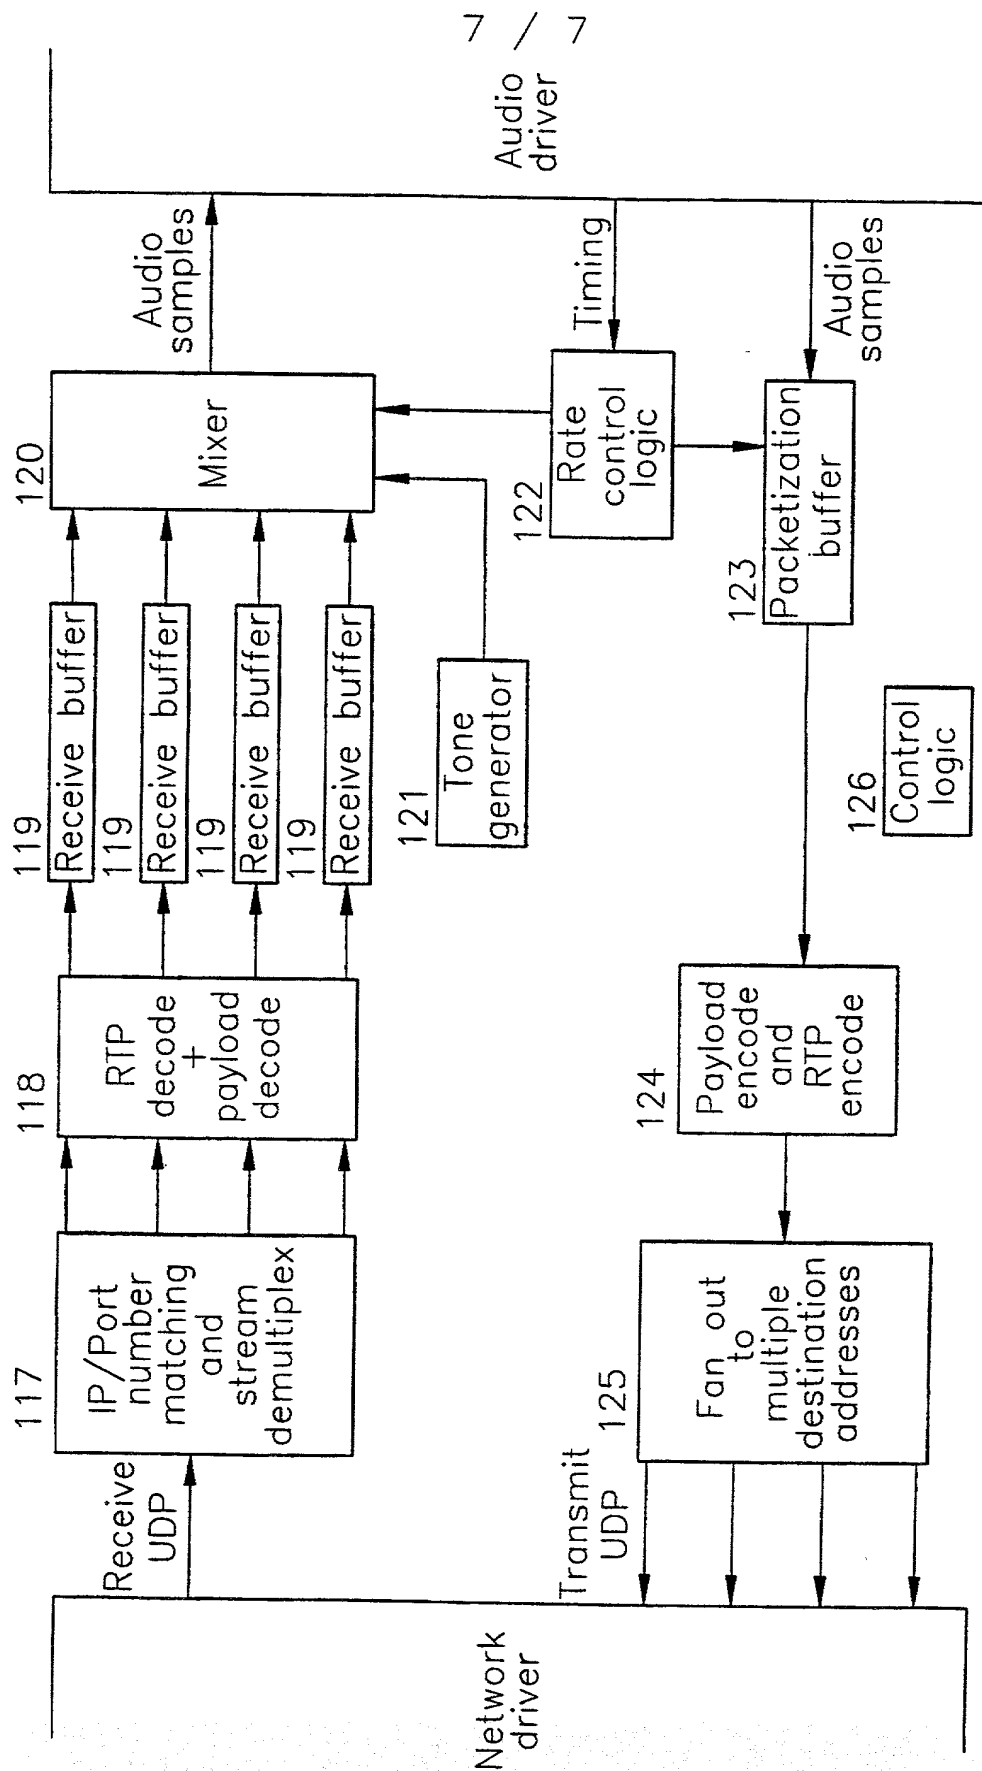 7 / 7
Network
driver
Receive
UDP
117
IP/Port
number
matching
and
stream
demultiplex
118
RTP
decode
+
payload
decode
119
Receive buffer
119
Receive buffer
119
Receive buffer
119
Receive buffer
120
Mixer
Audio
samples
Audio
driver
121
Tone
generator
122
Rate
control
logic
Timing
123
Packetization
buffer
Audio
samples
124
Payload
encode
and
RTP
encode
125
Fan out
to
multiple
destination
addresses
Transmit
UDP
126
Control
logic